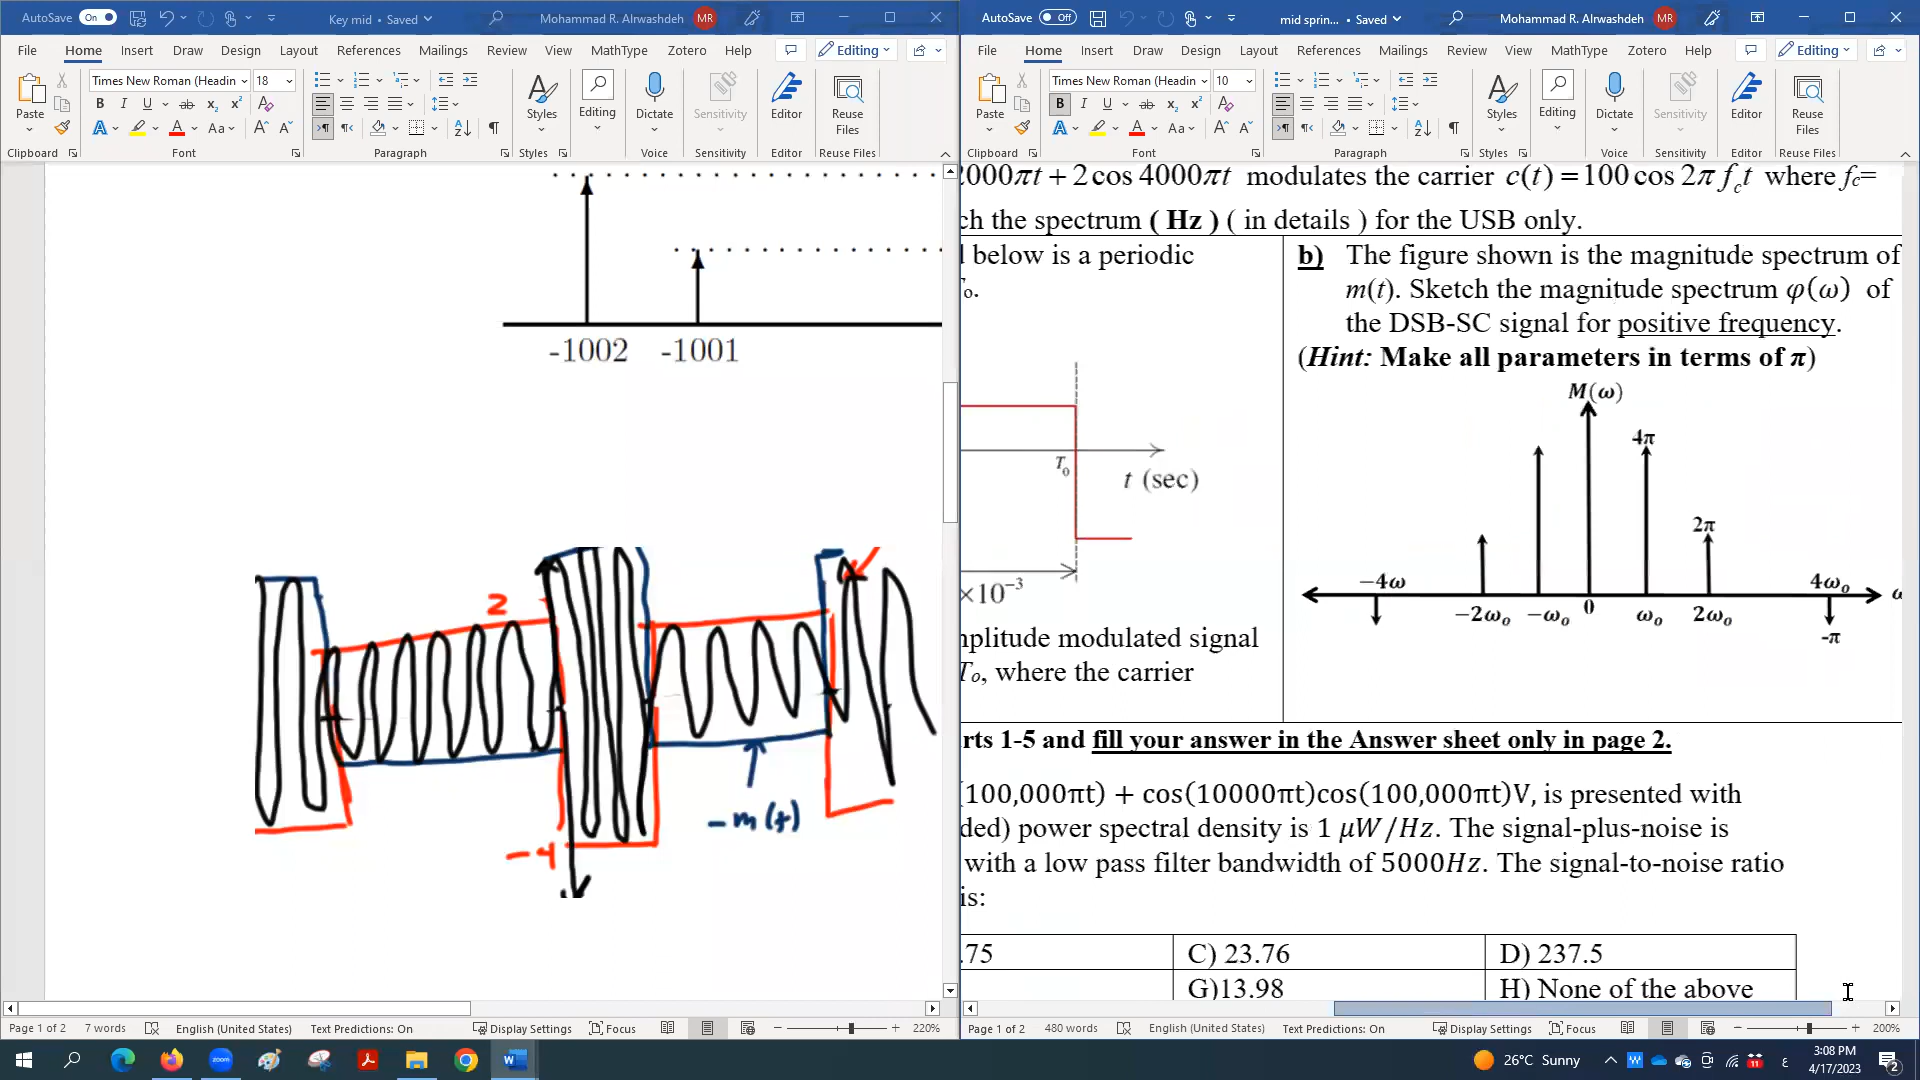 AutoSave On Key mid • Saved Mohammad R. Alrwashdeh MR
File Home Insert Draw Design Layout References Mailings Review View MathType Zotero Help Editing
Times New Roman (Headin 18
Paste Styles Editing Dictate Sensitivity Editor Reuse Files
Clipboard Font Paragraph Styles Voice Sensitivity Editor Reuse Files
-1002 -1001
2
-m(t)
-4
Page 1 of 2 7 words English (United States) Text Predictions: On Display Settings Focus 220%
AutoSave Off mid sprin... • Saved Mohammad R. Alrwashdeh MR
File Home Insert Draw Design Layout References Mailings Review View MathType Zotero Help Editing
Times New Roman (Headin 10
Paste Styles Editing Dictate Sensitivity Editor Reuse Files
Clipboard Font Paragraph Styles Voice Sensitivity Editor Reuse Files
2000πt + 2 cos 4000πt modulates the carrier c(t) = 100 cos 2π f_c t where fc=
ch the spectrum ( Hz ) ( in details ) for the USB only.
below is a periodic
To.
T0
t (sec)
×10⁻³
mplitude modulated signal
To, where the carrier
b) The figure shown is the magnitude spectrum of
m(t). Sketch the magnitude spectrum φ(ω) of
the DSB-SC signal for positive frequency.
(Hint: Make all parameters in terms of π)
M(ω)
4π
2π
−4ω 4ωo
−2ωo −ωo 0 ωo 2ωo ω
-π
rts 1-5 and fill your answer in the Answer sheet only in page 2.
(100,000πt) + cos(10000πt)cos(100,000πt)V, is presented with
ded) power spectral density is 1 μW/Hz. The signal-plus-noise is
with a low pass filter bandwidth of 5000Hz. The signal-to-noise ratio
is:
.75 C) 23.76 D) 237.5
G)13.98 H) None of the above
Page 1 of 2 480 words English (United States) Text Predictions: On Display Settings Focus 200%
zoom 26°C Sunny 11 ع 3:08 PM
4/17/2023 2